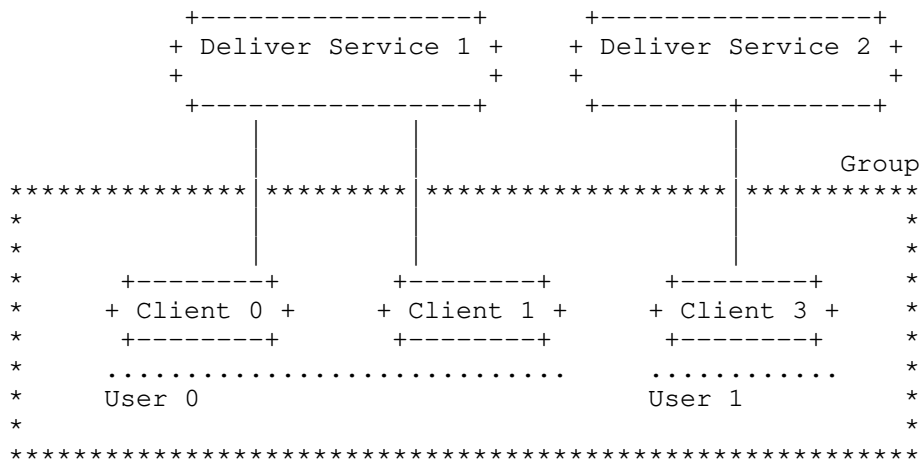 Deliver Service 1 Deliver Service 2
Group
Client 0 Client 1 Client 3
User 0 User 1